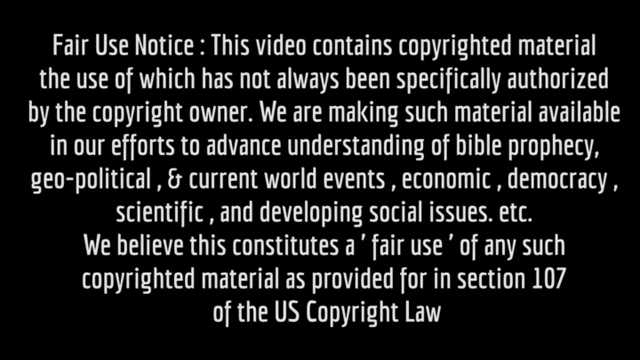 Fair Use Notice : This video contains copyrighted material
the use of which has not always been specifically authorized
by the copyright owner. We are making such material available
in our efforts to advance understanding of bible prophecy,
geo-political , & current world events , economic , democracy ,
scientific , and developing social issues. etc.
We believe this constitutes a ' fair use ' of any such
copyrighted material as provided for in section 107
of the US Copyright Law